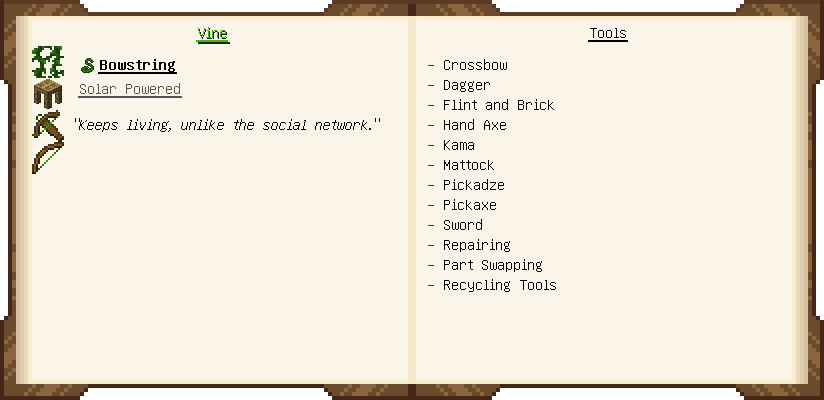 Vine
Bowstring
Solar Powered
"Keeps living, unlike the social network."
Tools
- Crossbow
- Dagger
- Flint and Brick
- Hand Axe
- Kama
- Mattock
- Pickadze
- Pickaxe
- Sword
- Repairing
- Part Swapping
- Recycling Tools